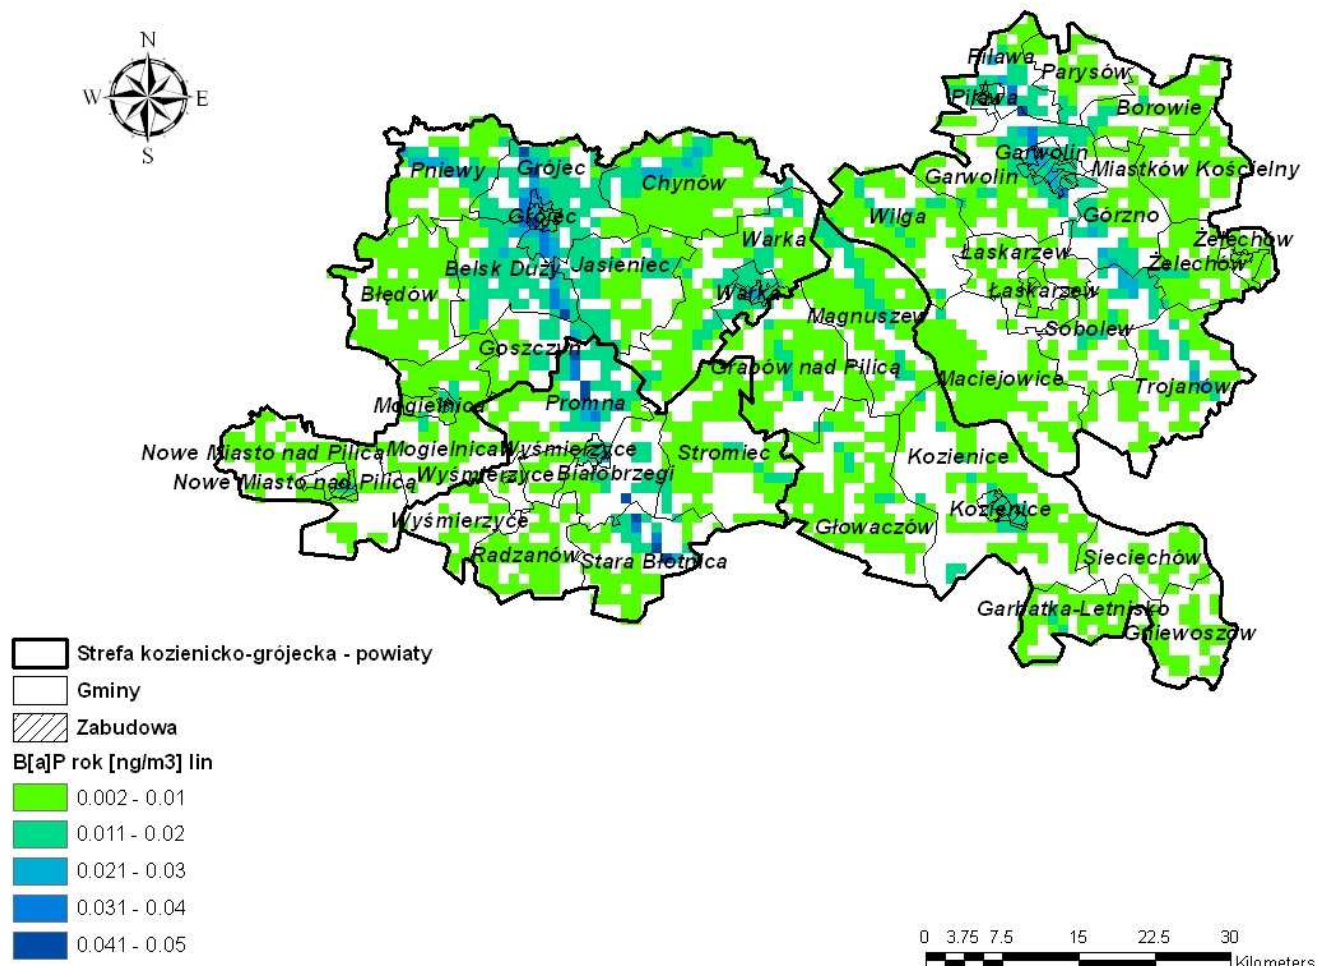 N
W E
S
Pilawa
Parysów
Pilawa
Borowie
Garwolin
Pniewy
Grójec
Chynów
Garwolin
Miastków Kościelny
Grójec
Wilga
Górzno
Warka
Łaskarzew
Żelechów
Belsk Duży
Jasieniec
Żelechów
Błędów
Warka
Łaskarzew
Magnuszew
Sobolew
Goszczyn
Grabów nad Pilicą
Maciejowice
Trojanów
Mogielnica
Promna
Nowe Miasto nad Pilicą
Mogielnica
Wyśmierzyce
Stromiec
Kozienice
Nowe Miasto nad Pilicą
Wyśmierzyce
Białobrzegi
Kozienice
Wyśmierzyce
Głowaczów
Radzanów
Stara Błotnica
Sieciechów
Garbatka-Letnisko
Gniewoszów
Strefa kozienicko-grójecka - powiaty
Gminy
Zabudowa
B[a]P rok [ng/m3] lin
0.002 - 0.01
0.011 - 0.02
0.021 - 0.03
0.031 - 0.04
0.041 - 0.05
0 3.75 7.5 15 22.5 30
Kilometers